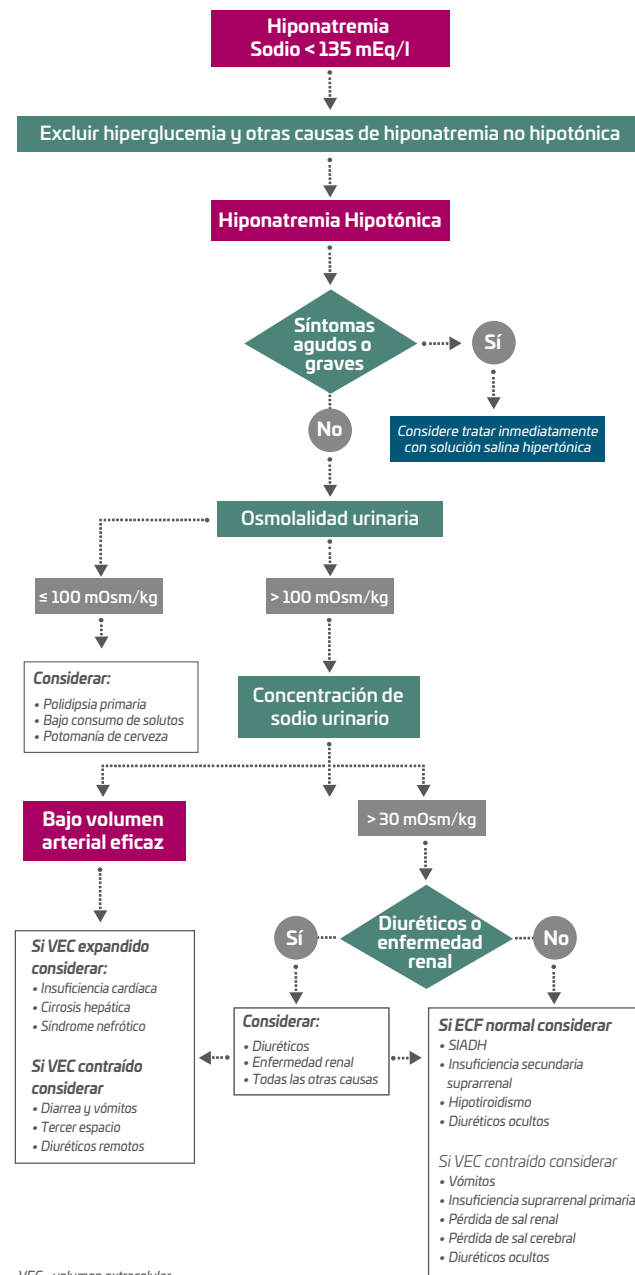 Hiponatremia
Sodio < 135 mEq/l
Excluir hiperglucemia y otras causas de hiponatremia no hipotónica
Hiponatremia Hipotónica
Síntomas
agudos o
graves
Sí
No
Considere tratar inmediatamente
con solución salina hipertónica
Osmolalidad urinaria
≤ 100 mOsm/kg
> 100 mOsm/kg
Considerar:
• Polidipsia primaria
• Bajo consumo de solutos
• Potomanía de cerveza
Concentración de
sodio urinario
Bajo volumen
arterial eficaz
> 30 mOsm/kg
Diuréticos o
enfermedad
renal
Sí
No
Si VEC expandido
considerar:
• Insuficiencia cardíaca
• Cirrosis hepática
• Síndrome nefrótico
Si VEC contraído
considerar
• Diarrea y vómitos
• Tercer espacio
• Diuréticos remotos
Considerar:
• Diuréticos
• Enfermedad renal
• Todas las otras causas
Si ECF normal considerar
• SIADH
• Insuficiencia secundaria
suprarrenal
• Hipotiroidismo
• Diuréticos ocultos
Si VEC contraído considerar
• Vómitos
• Insuficiencia suprarrenal primaria
• Pérdida de sal renal
• Pérdida de sal cerebral
• Diuréticos ocultos